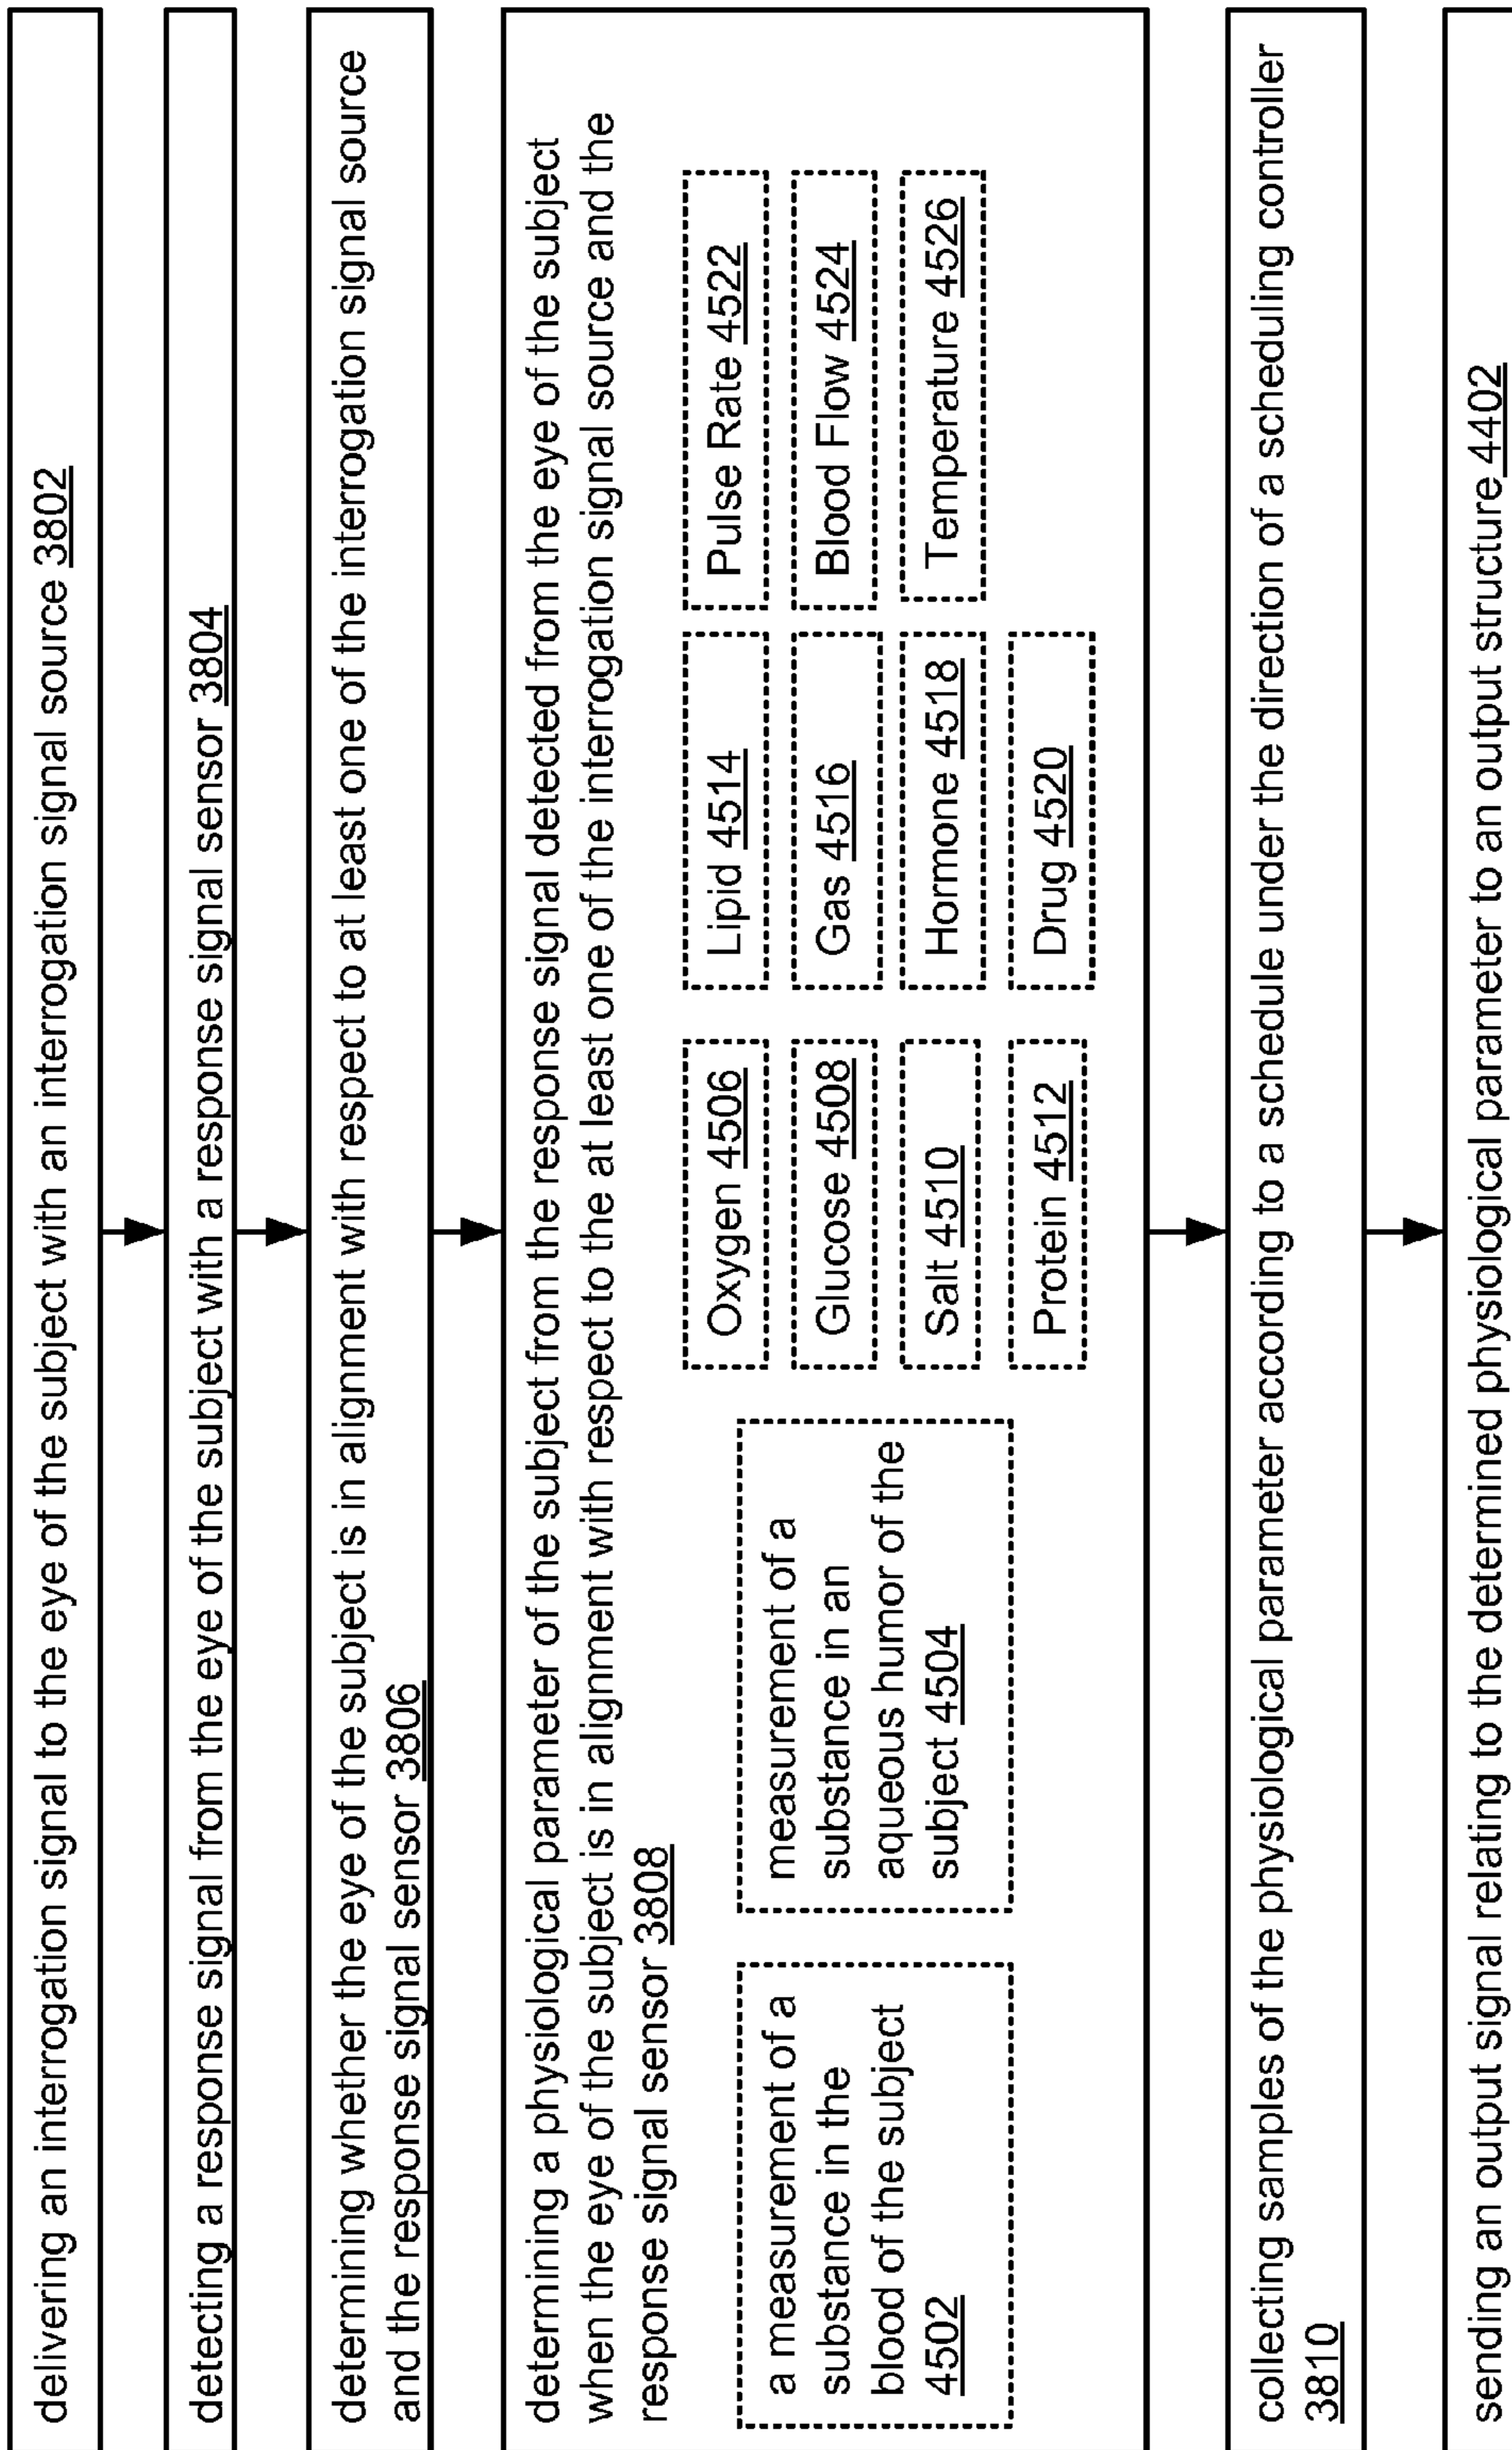 delivering an interrogation signal to the eye of the subject with an interrogation signal source 3802
detecting a response signal from the eye of the subject with a response signal sensor 3804
determining whether the eye of the subject is in alignment with respect to at least one of the interrogation signal source
and the response signal sensor 3806
determining a physiological parameter of the subject from the response signal detected from the eye of the subject
when the eye of the subject is in alignment with respect to the at least one of the interrogation signal source and the
response signal sensor 3808
a measurement of a
substance in the
blood of the subject
4502
measurement of a
substance in an
aqueous humor of the
subject 4504
Oxygen 4506
Glucose 4508
Salt 4510
Protein 4512
Lipid 4514
Gas 4516
Hormone 4518
Drug 4520
Pulse Rate 4522
Blood Flow 4524
Temperature 4526
collecting samples of the physiological parameter according to a schedule under the direction of a scheduling controller
3810
sending an output signal relating to the determined physiological parameter to an output structure 4402